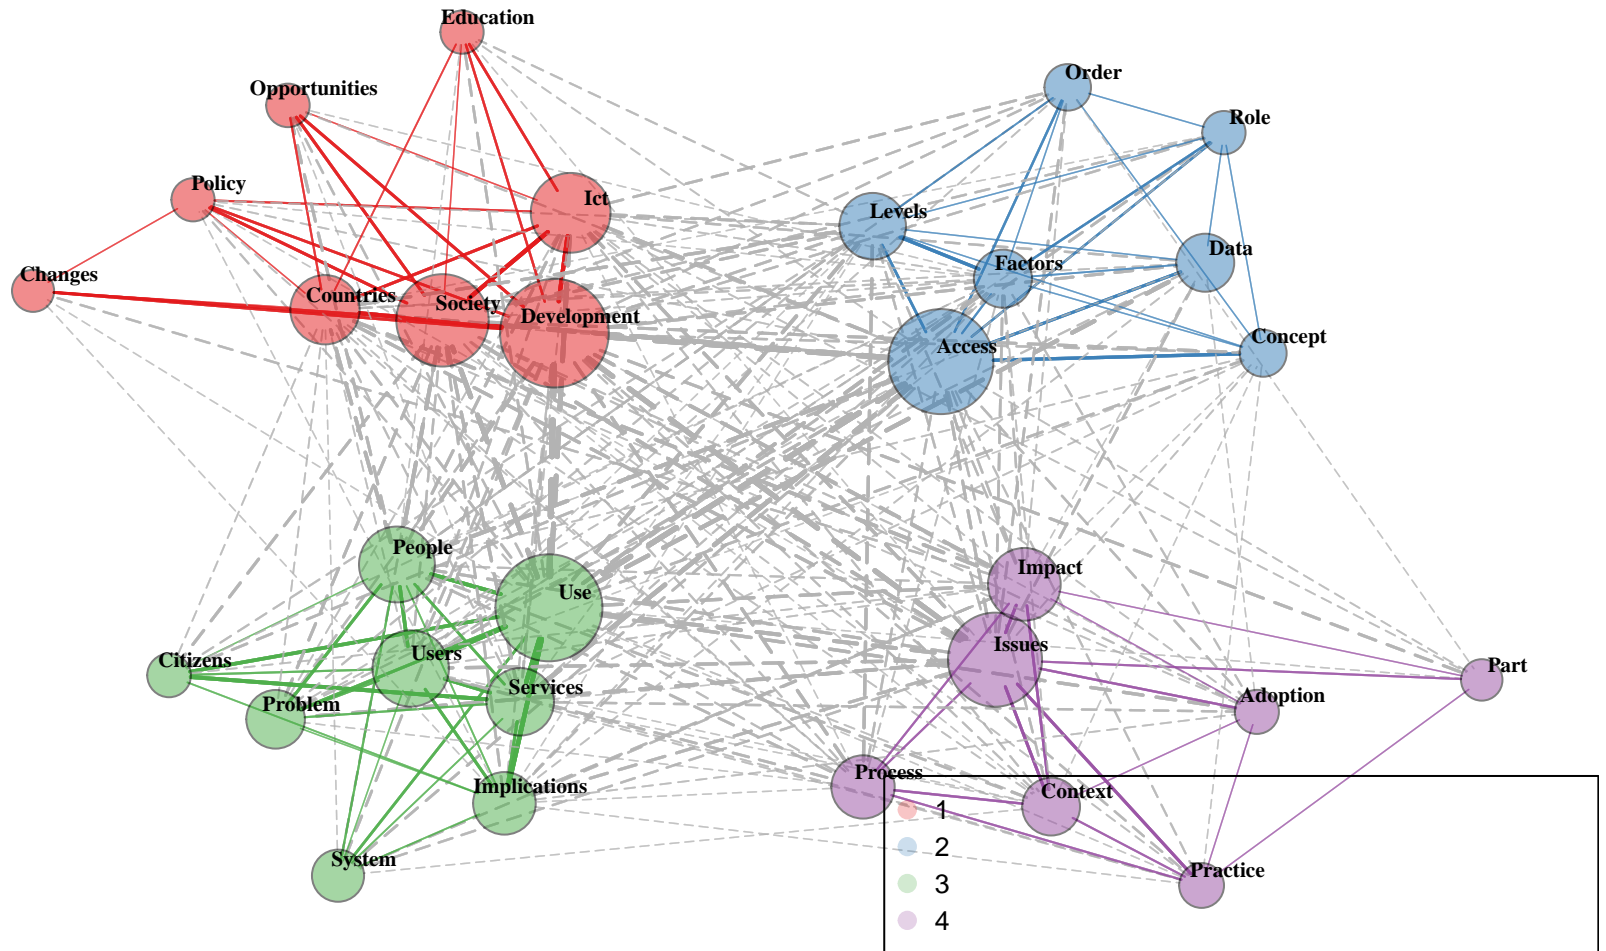 Education
Opportunities
Order
Role
Policy
Ict
Levels
Data
Changes
Factors
Countries
Society
Development
Access
Concept
People
Use
Impact
Users
Issues
Citizens
Services
Part
Problem
Adoption
Process
Implications
Context
System
Practice
1
2
3
4